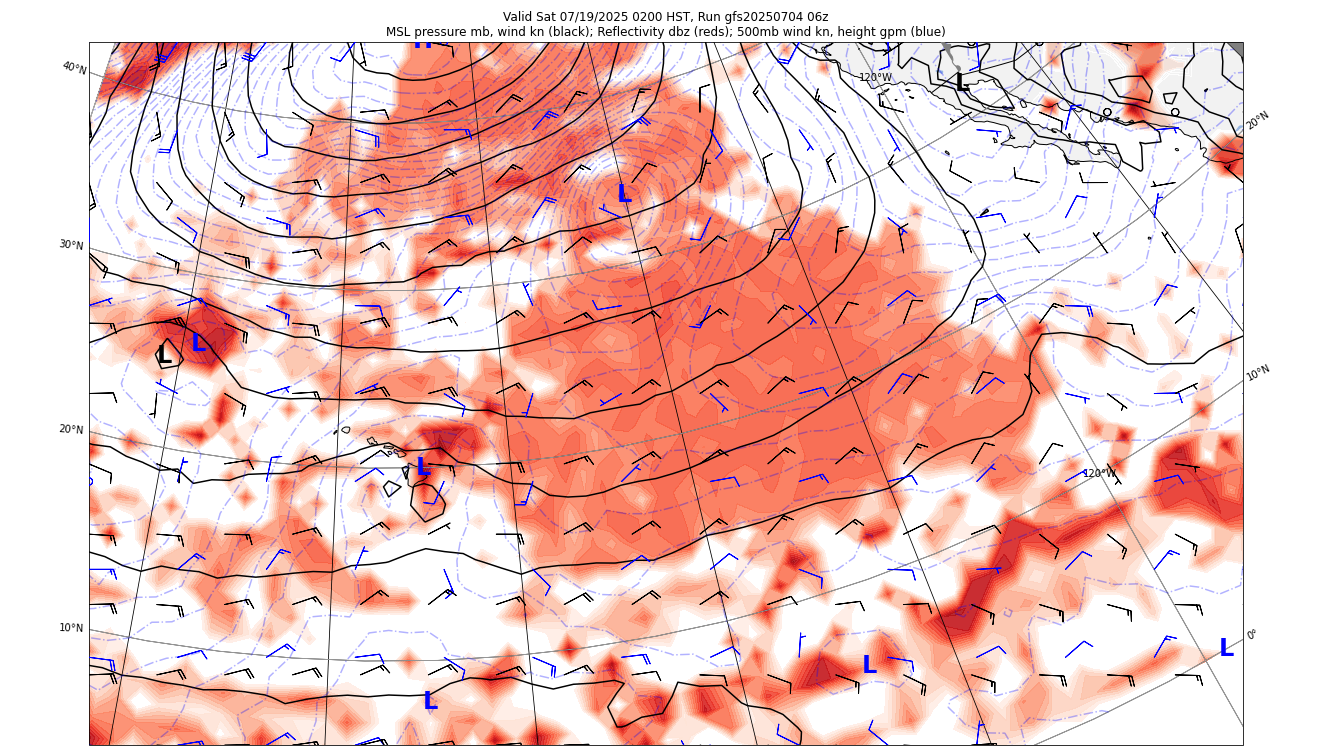 Valid Sat 07/19/2025 0200 HST, Run gfs20250704 06z
MSL pressure mb, wind kn (black); Reflectivity dbz (reds); 500mb wind kn, height gpm (blue)
H
40°N
120°W
L
20°N
L
30°N
L
L
10°N
20°N
L
120°W
10°N
0°
L
L
L